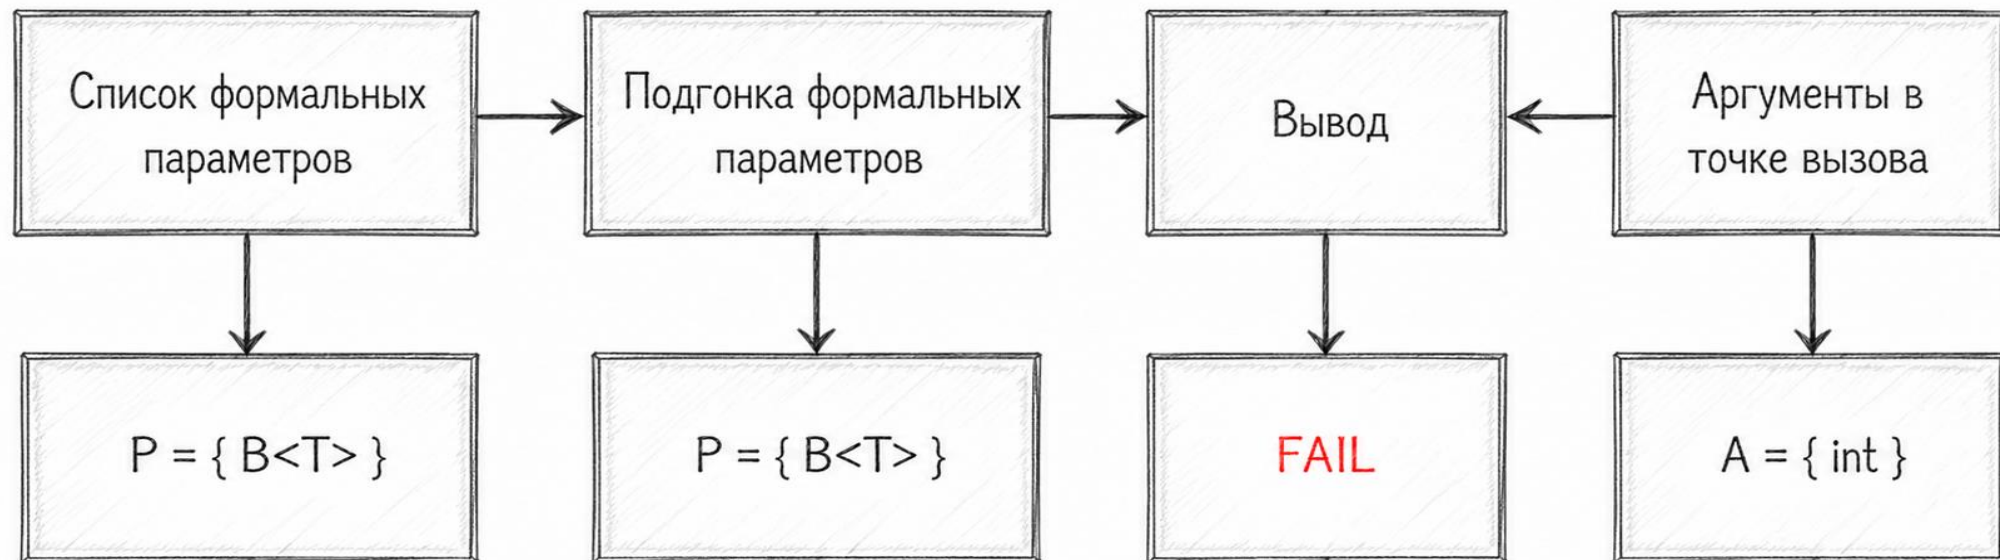 Список формальных
параметров
Подгонка формальных
параметров
Вывод
Аргументы в
точке вызова
P = { B<T> }
P = { B<T> }
FAIL
A = { int }